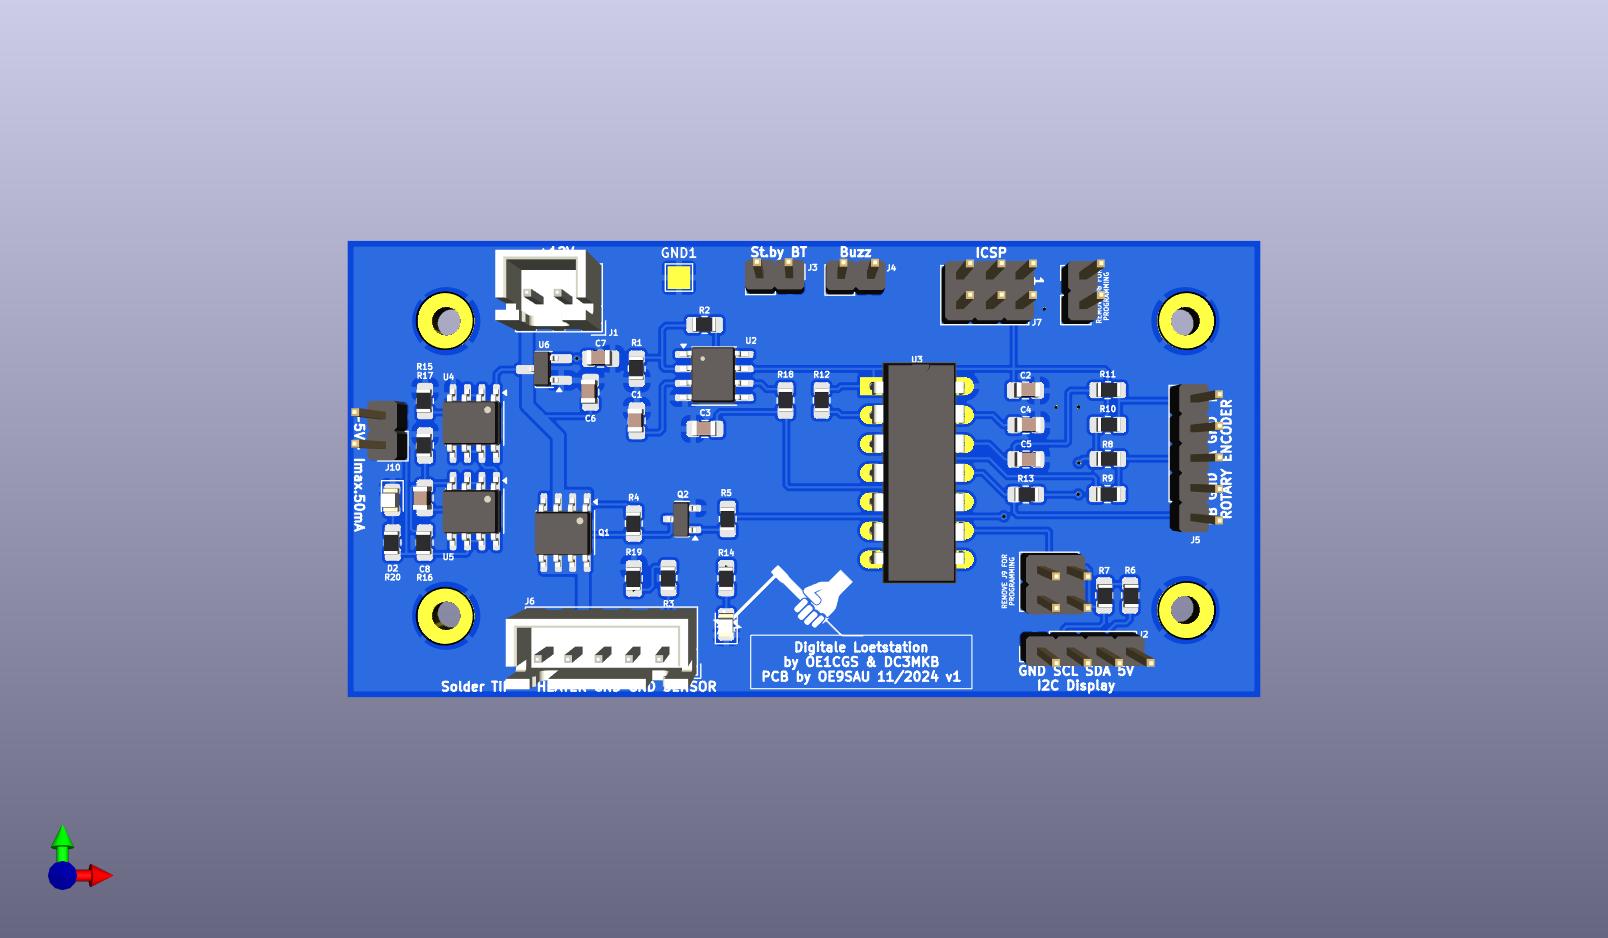 +12V
GND1
St.by BT
Buzz
ICSP
J3
J4
1
PROGRAMMING
J7
J1
R2
U2
U6
C7
R1
U3
R15
R17
U4
C6
C1
C3
R18
R12
C2
R11
C4
R10
C5
R8
R13
R9
ROTARY ENCODER
J5
J10
-5V Imax.50mA
U5
D2
R20
C8
R16
Q1
R4
Q2
R5
R19
R3
R14
J6
REMOVE J9 FOR
PROGRAMMING
R7
R6
J2
Digitale Loetstation
by OE1CGS & DC3MKB
PCB by OE9SAU 11/2024 v1
GND SCL SDA 5V
I2C Display
Solder HEATER GND GND SENSOR